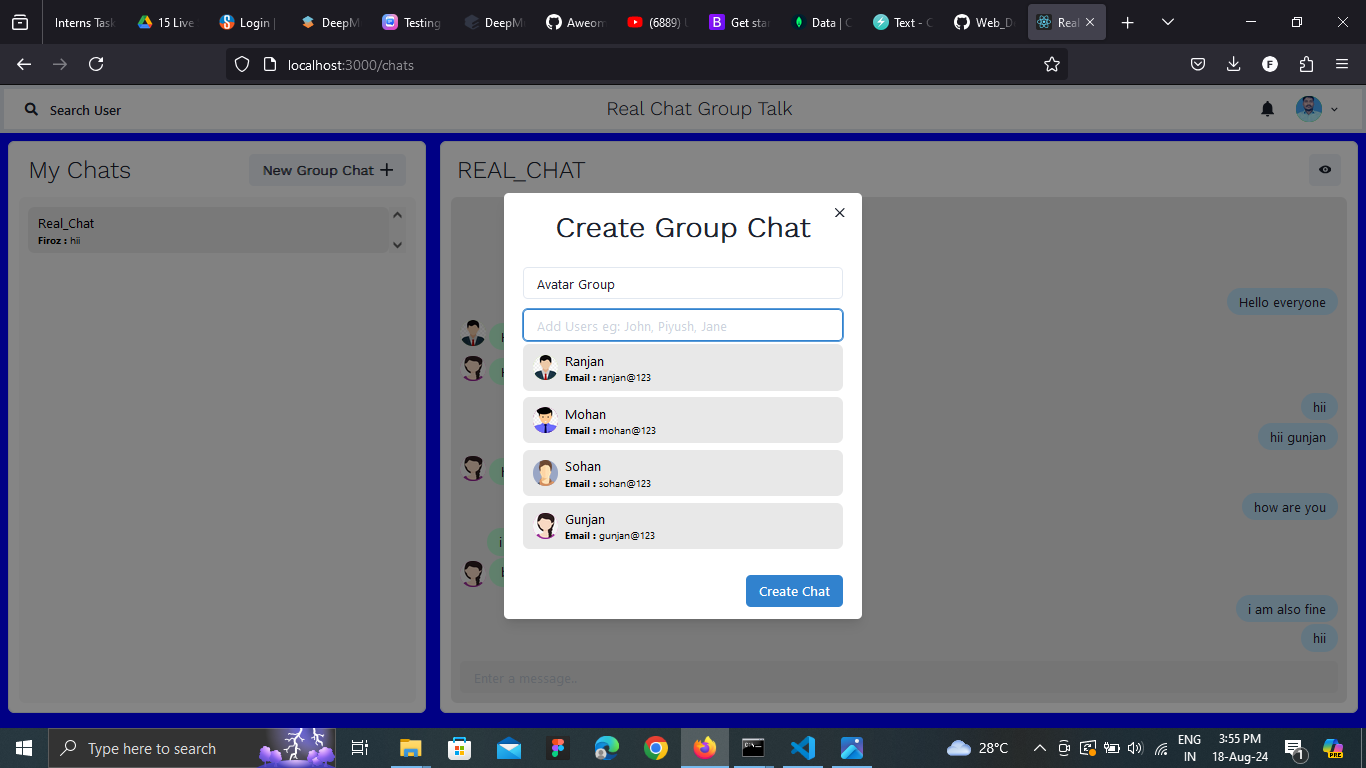 Interns Task
15 Live
Login |
DeepM
Testing
DeepM
Aweom
(6889)
Get sta
Data | C
Text - C
Web_D
Real
localhost:3000/chats
F
Search User
Real Chat Group Talk
My Chats
New Group Chat
REAL_CHAT
Real_Chat
Firoz : hii
Create Group Chat
Avatar Group
Add Users eg: John, Piyush, Jane
Ranjan
Email : ranjan@123
Mohan
Email : mohan@123
Sohan
Email : sohan@123
Gunjan
Email : gunjan@123
Create Chat
Hello everyone
hii
hii gunjan
how are you
i
i am also fine
hii
Enter a message..
Type here to search
28°C
ENG
IN
3:55 PM
18-Aug-24
1
PRE